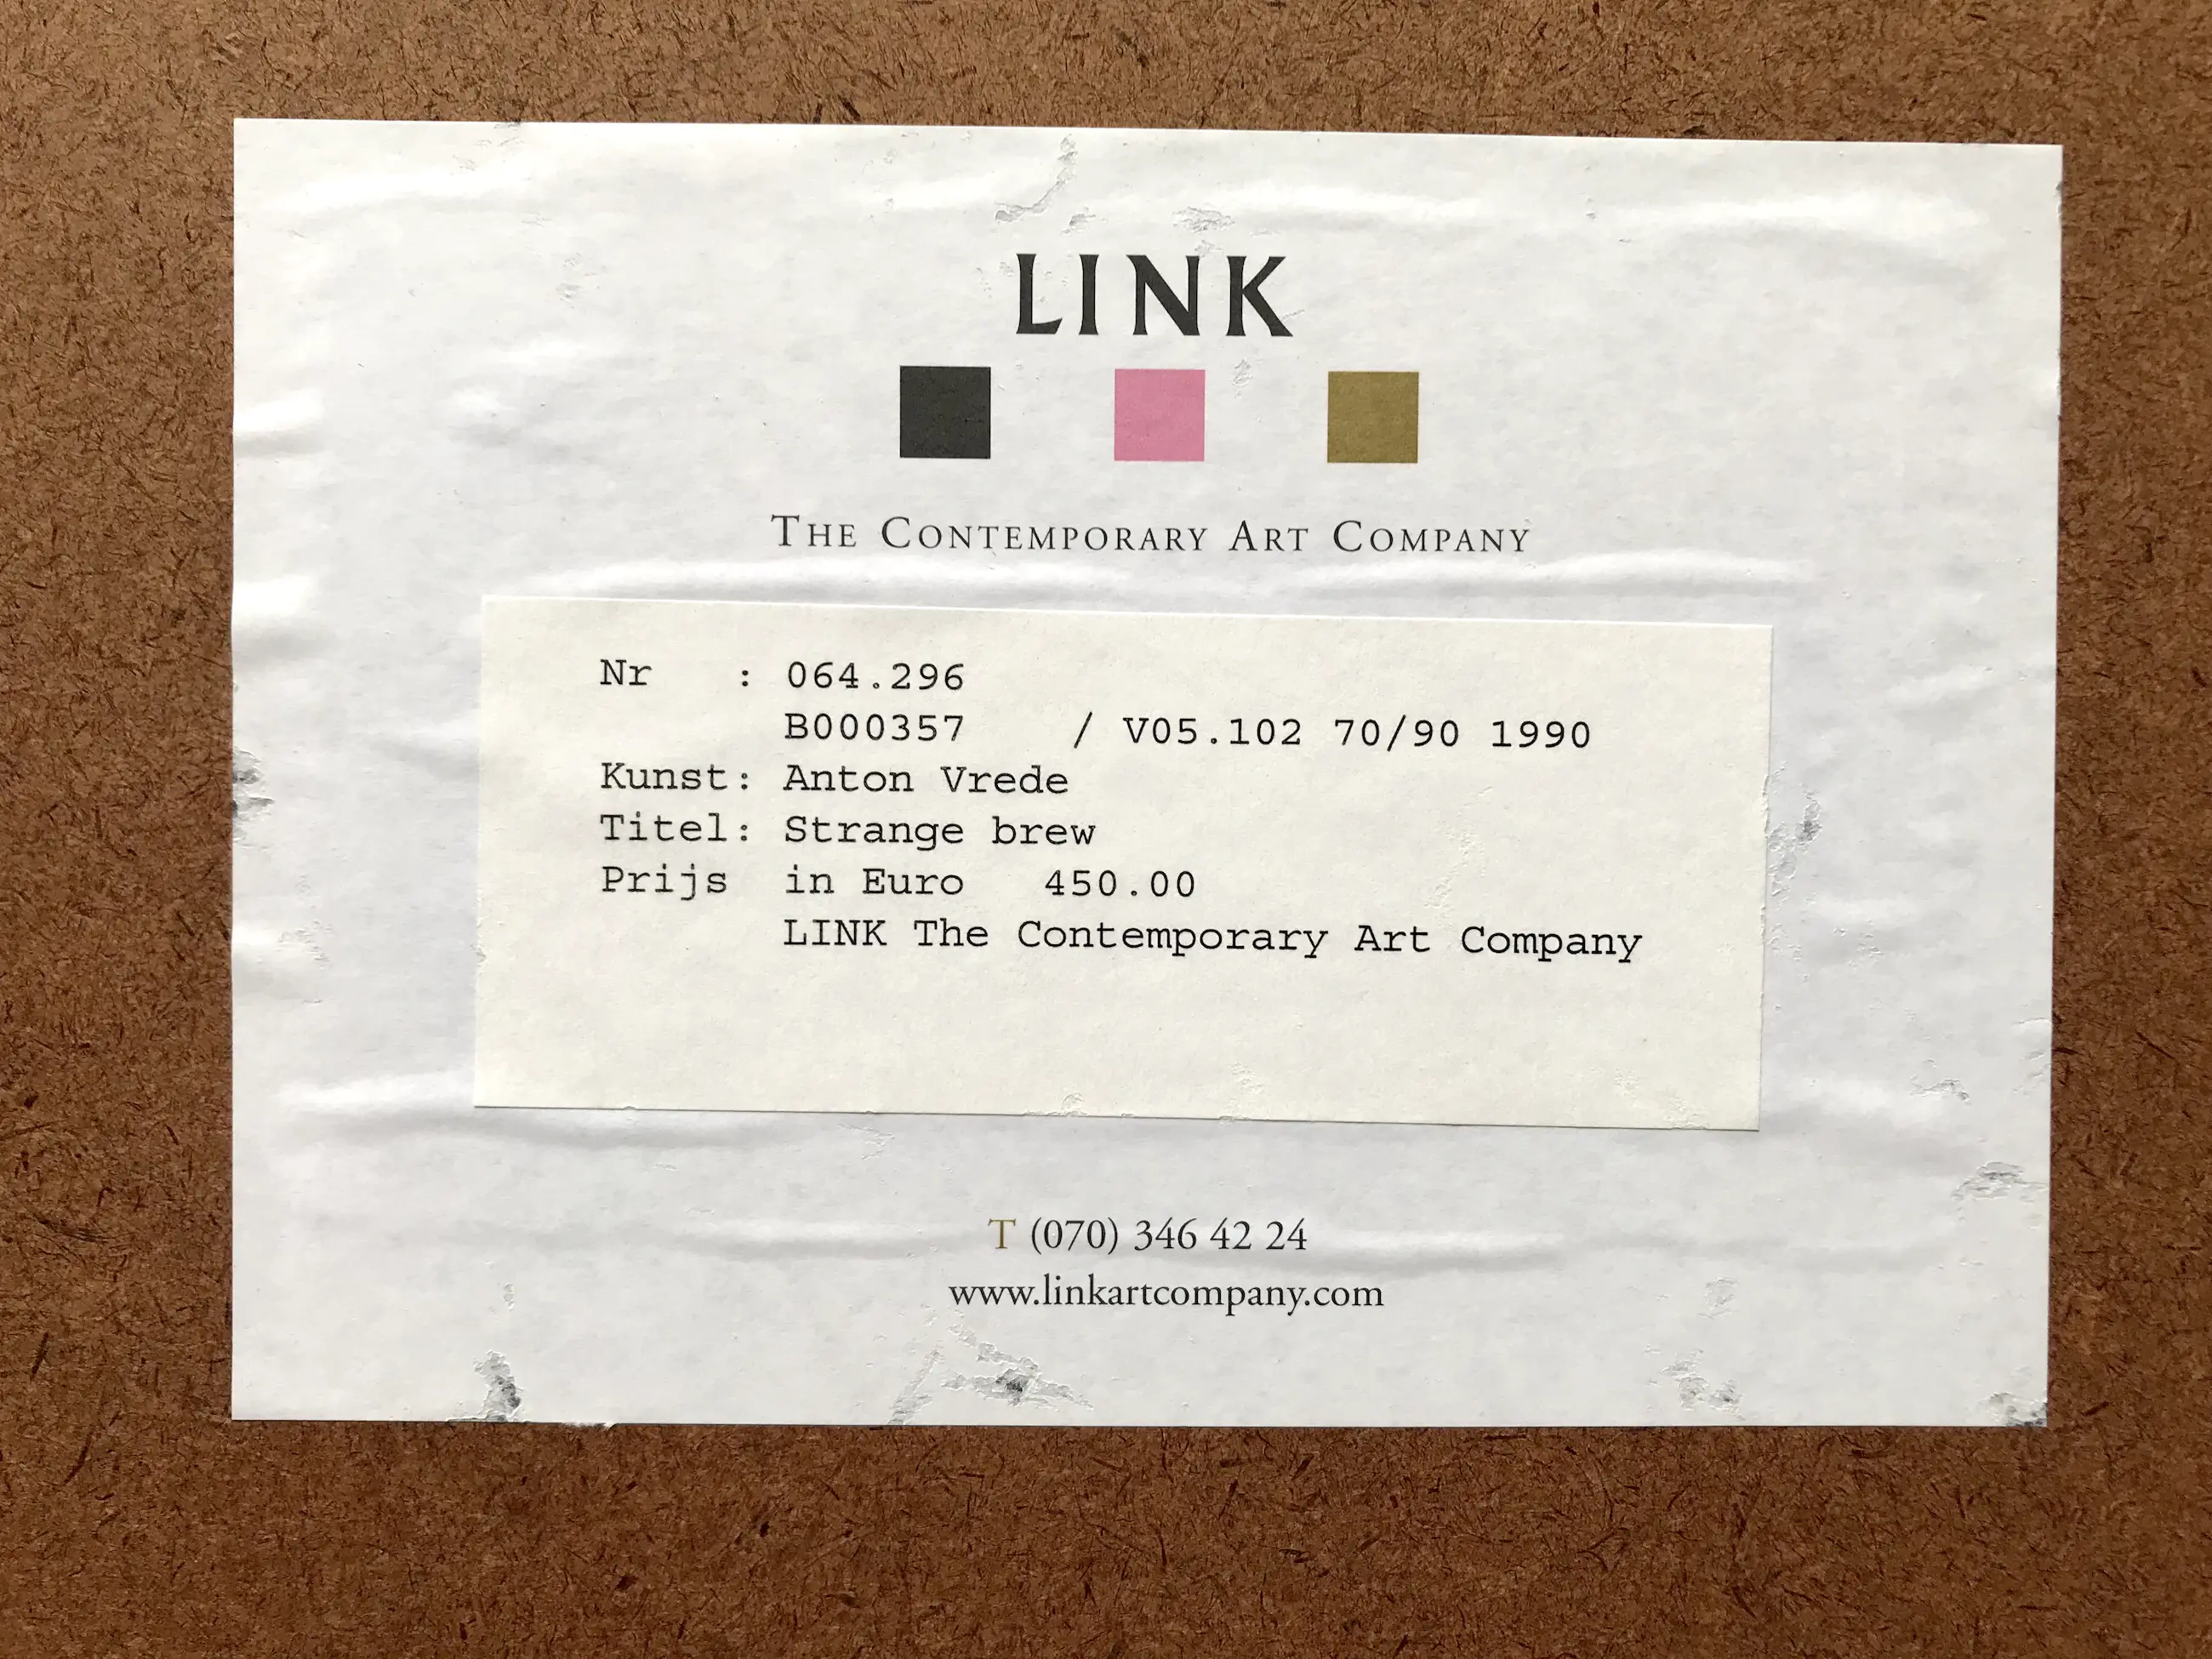 LINK
THE CONTEMPORARY ART COMPANY
Nr : 064.296
B000357 / V05.102 70/90 1990
Kunst: Anton Vrede
Titel: Strange brew
Prijs in Euro 450.00
LINK The Contemporary Art Company
T (070) 346 42 24
www.linkartcompany.com